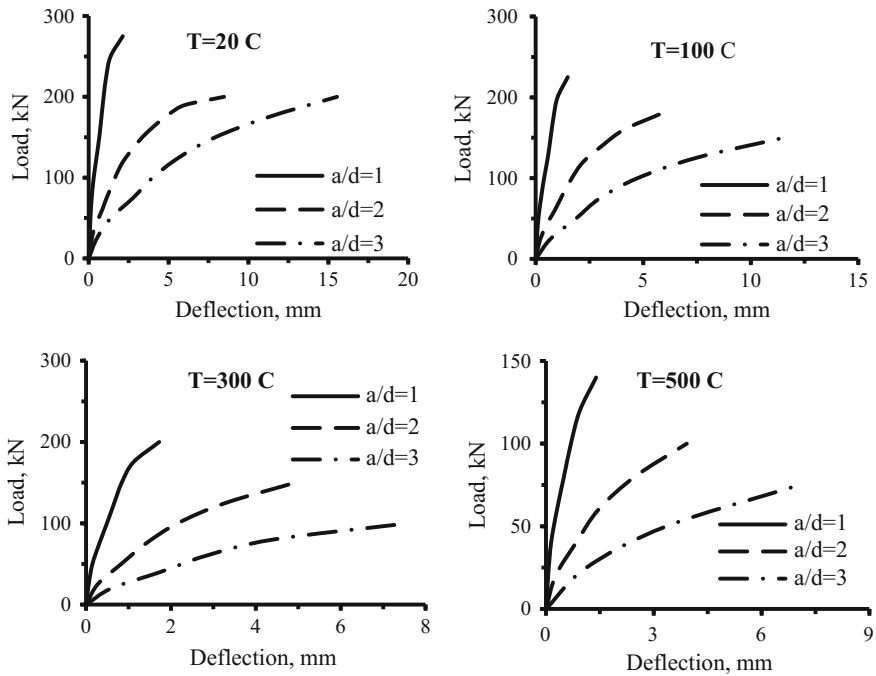 T=20 C
Load, kN
300
200
100
0
a/d=1
a/d=2
a/d=3
0 5 10 15 20
Deflection, mm
T=100 C
Load, kN
300
200
100
0
a/d=1
a/d=2
a/d=3
0 5 10 15
Deflection, mm
T=300 C
Load, kN
300
200
100
0
a/d=1
a/d=2
a/d=3
0 2 4 6 8
Deflection, mm
T=500 C
Load, kN
150
100
50
0
a/d=1
a/d=2
a/d=3
0 3 6 9
Deflection, mm